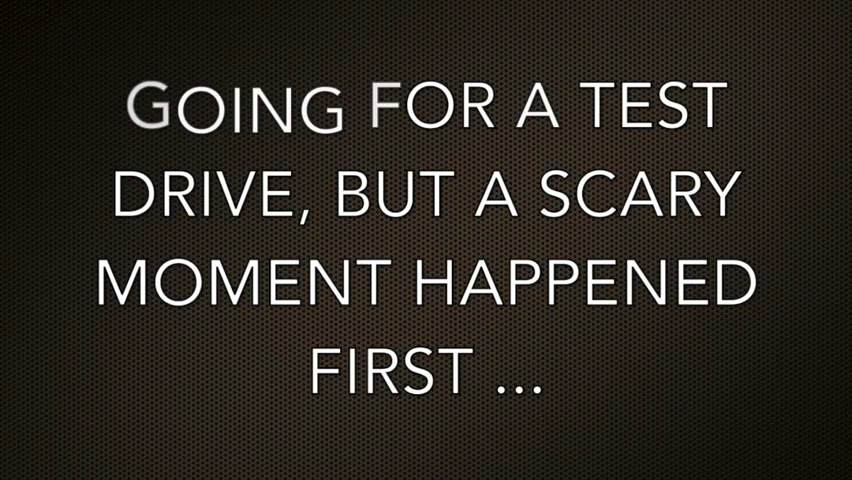 GOING FOR A TEST
DRIVE, BUT A SCARY
MOMENT HAPPENED
FIRST ...